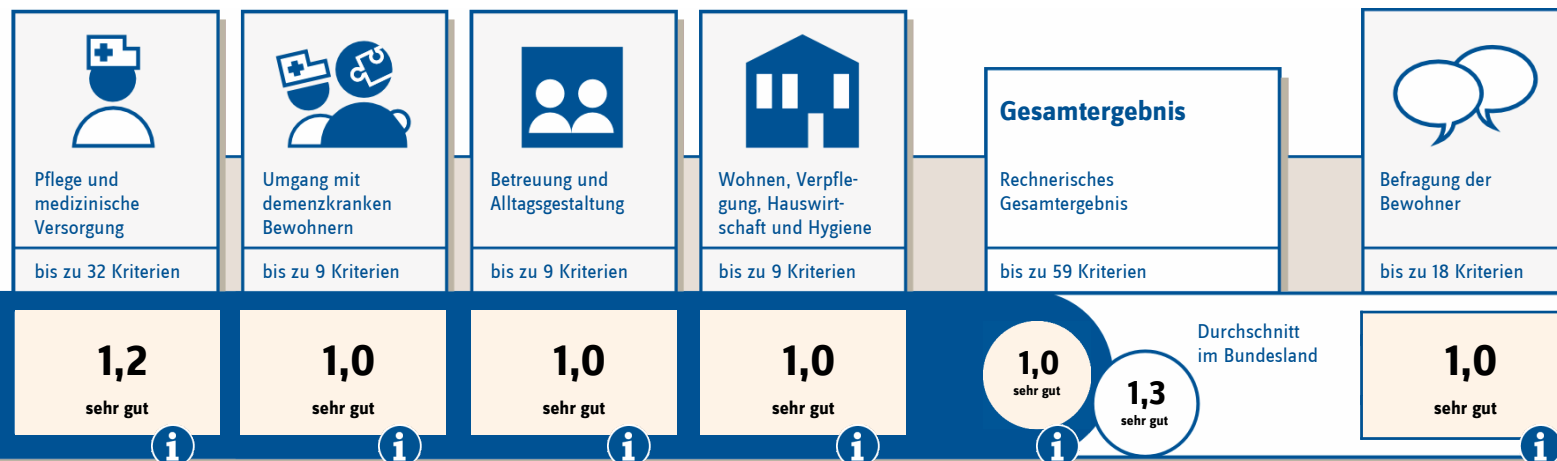 Pflege und
medizinische
Versorgung
bis zu 32 Kriterien
1,2
sehr gut
i
Umgang mit
demenzkranken
Bewohnern
bis zu 9 Kriterien
1,0
sehr gut
i
Betreuung und
Alltagsgestaltung
bis zu 9 Kriterien
1,0
sehr gut
i
Wohnen, Verpfle-
gung, Hauswirt-
schaft und Hygiene
bis zu 9 Kriterien
1,0
sehr gut
i
Gesamtergebnis
Rechnerisches
Gesamtergebnis
bis zu 59 Kriterien
1,0
sehr gut
i
1,3
sehr gut
Durchschnitt
im Bundesland
Befragung der
Bewohner
bis zu 18 Kriterien
1,0
sehr gut
i